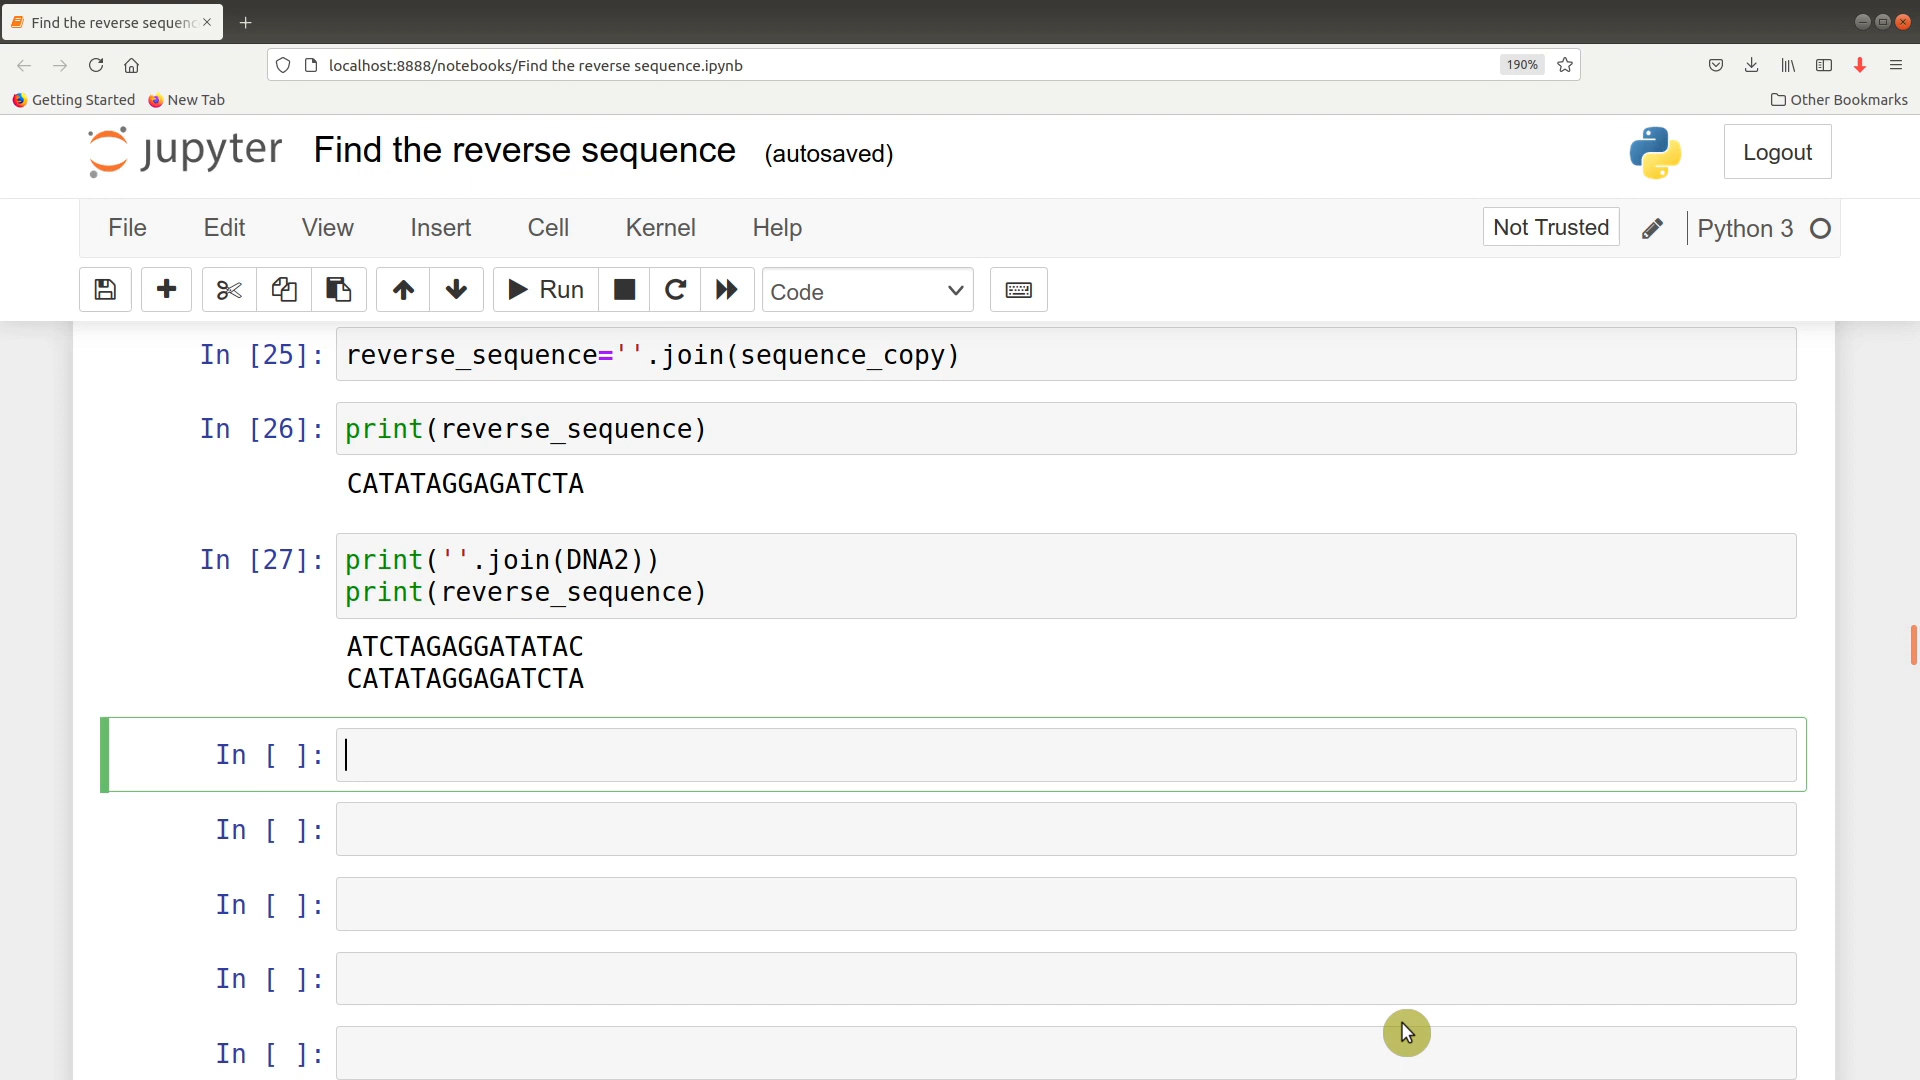 Find the reverse sequenc
localhost:8888/notebooks/Find the reverse sequence.ipynb
190%
Getting Started
New Tab
Other Bookmarks
jupyter
Find the reverse sequence
(autosaved)
Logout
File
Edit
View
Insert
Cell
Kernel
Help
Not Trusted
Python 3
Run
Code
In [25]: reverse_sequence=''.join(sequence_copy)
In [26]: print(reverse_sequence)
CATATAGGAGATCTA
In [27]: print(''.join(DNA2))
print(reverse_sequence)
ATCTAGAGGATATAC
CATATAGGAGATCTA
In [ ]:
In [ ]:
In [ ]:
In [ ]:
In [ ]: